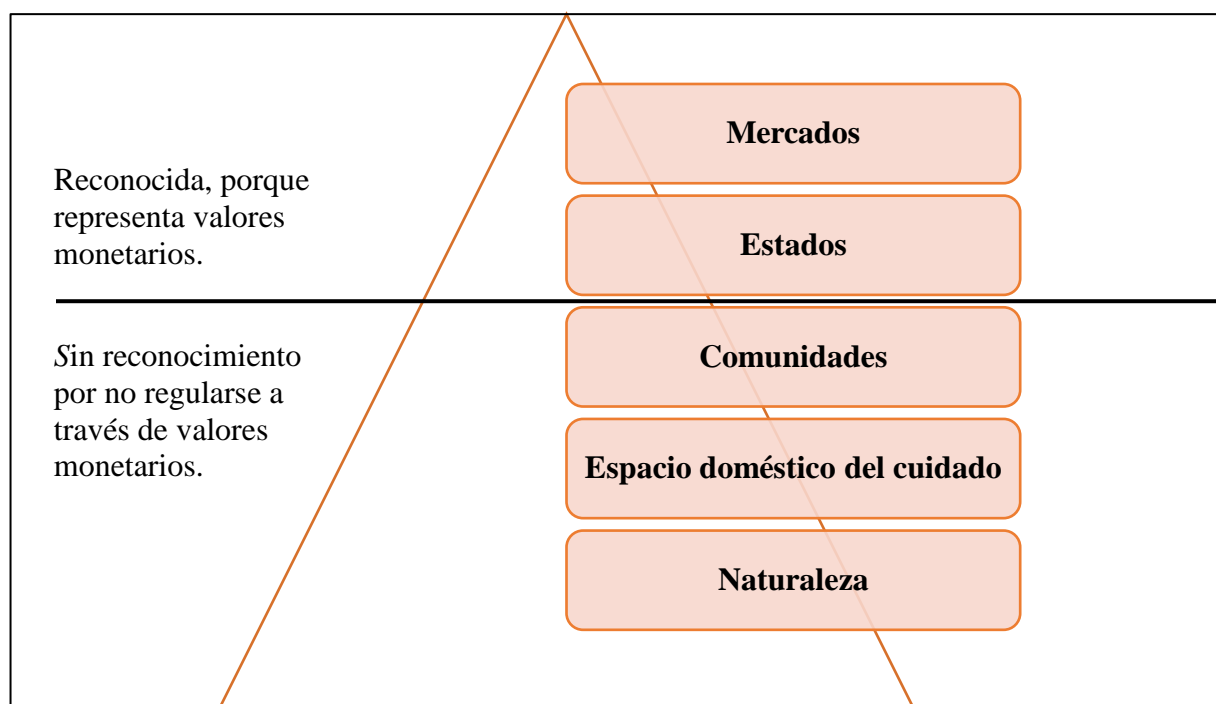 Mercados
Reconocida, porque
representa valores
monetarios.
Estados
Sin reconocimiento
por no regularse a
través de valores
monetarios.
Comunidades
Espacio doméstico del cuidado
Naturaleza